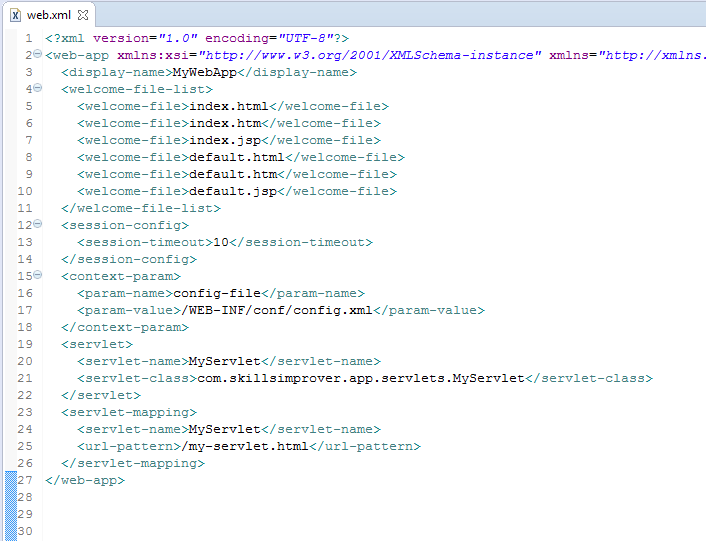 web.xml
1 <?xml version="1.0" encoding="UTF-8"?>
2 <web-app xmlns:xsi="http://www.w3.org/2001/XMLSchema-instance" xmlns="http://xmlns.
3 <display-name>MyWebApp</display-name>
4 <welcome-file-list>
5 <welcome-file>index.html</welcome-file>
6 <welcome-file>index.htm</welcome-file>
7 <welcome-file>index.jsp</welcome-file>
8 <welcome-file>default.html</welcome-file>
9 <welcome-file>default.htm</welcome-file>
10 <welcome-file>default.jsp</welcome-file>
11 </welcome-file-list>
12 <session-config>
13 <session-timeout>10</session-timeout>
14 </session-config>
15 <context-param>
16 <param-name>config-file</param-name>
17 <param-value>/WEB-INF/conf/config.xml</param-value>
18 </context-param>
19 <servlet>
20 <servlet-name>MyServlet</servlet-name>
21 <servlet-class>com.skillsimprover.app.servlets.MyServlet</servlet-class>
22 </servlet>
23 <servlet-mapping>
24 <servlet-name>MyServlet</servlet-name>
25 <url-pattern>/my-servlet.html</url-pattern>
26 </servlet-mapping>
27 </web-app>
28
29
30